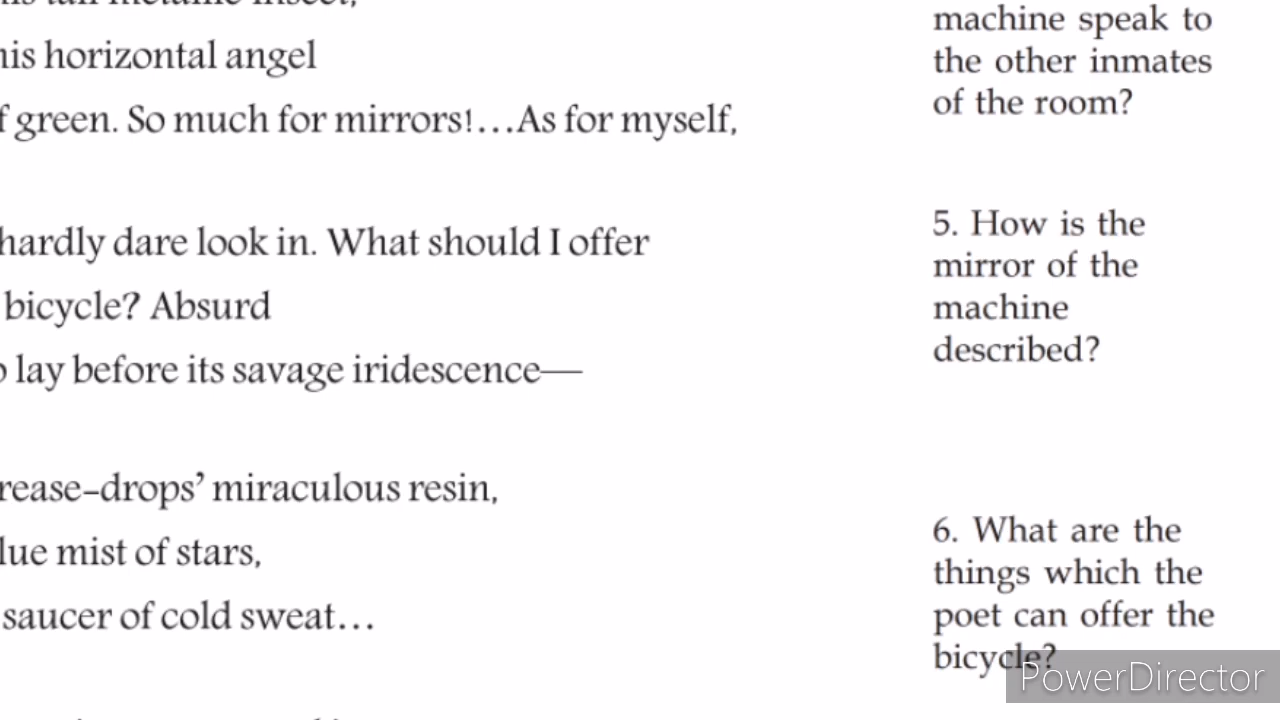 his horizontal angel
f green. So much for mirrors!...As for myself,
hardly dare look in. What should I offer
bicycle? Absurd
o lay before its savage iridescence—
rease-drops’ miraculous resin,
lue mist of stars,
saucer of cold sweat...
machine speak to
the other inmates
of the room?
5. How is the
mirror of the
machine
described?
6. What are the
things which the
poet can offer the
bicycle?
PowerDirector